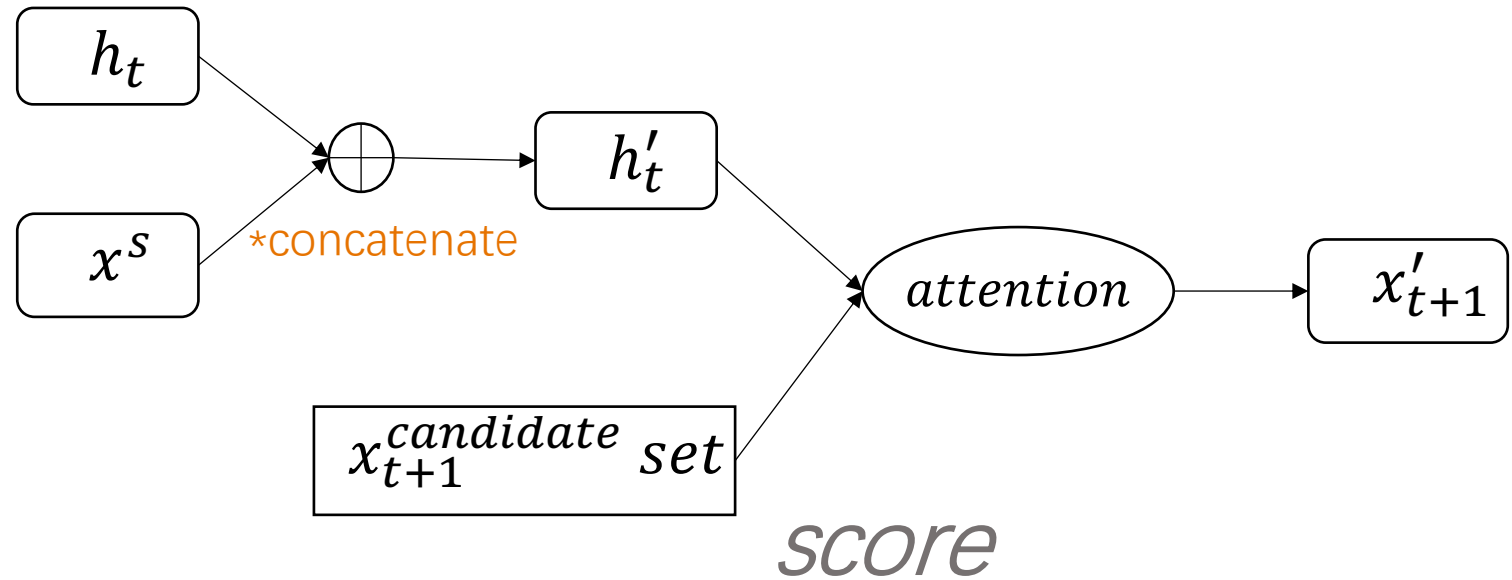 h_t
x^s
*concatenate
h'_t
attention
x'_{t+1}
x_{t+1}^{candidate} set
score